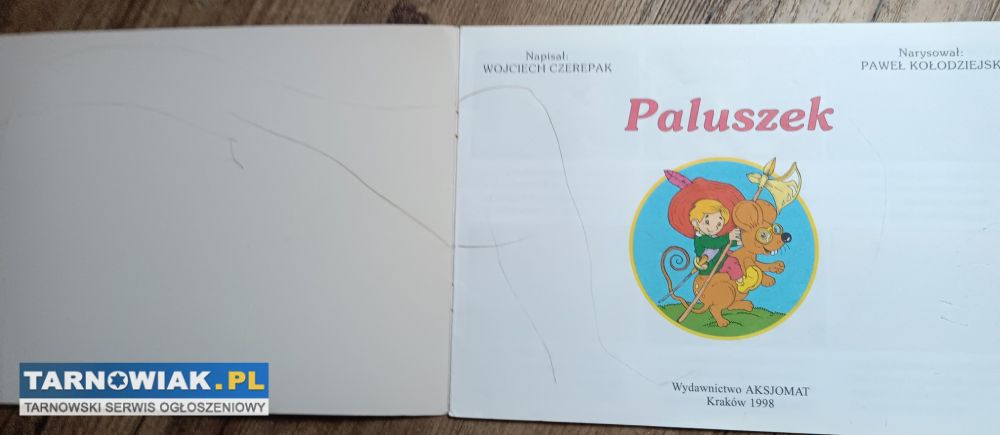 Napisał:
WOJCIECH CZEREPAK
Narysował:
PAWEŁ KOŁODZIEJSK
Paluszek
Wydawnictwo AKSJOMAT
Kraków 1998
TARNOWIAK.PL
TARNOWSKI SERWIS OGŁOSZENIOWY